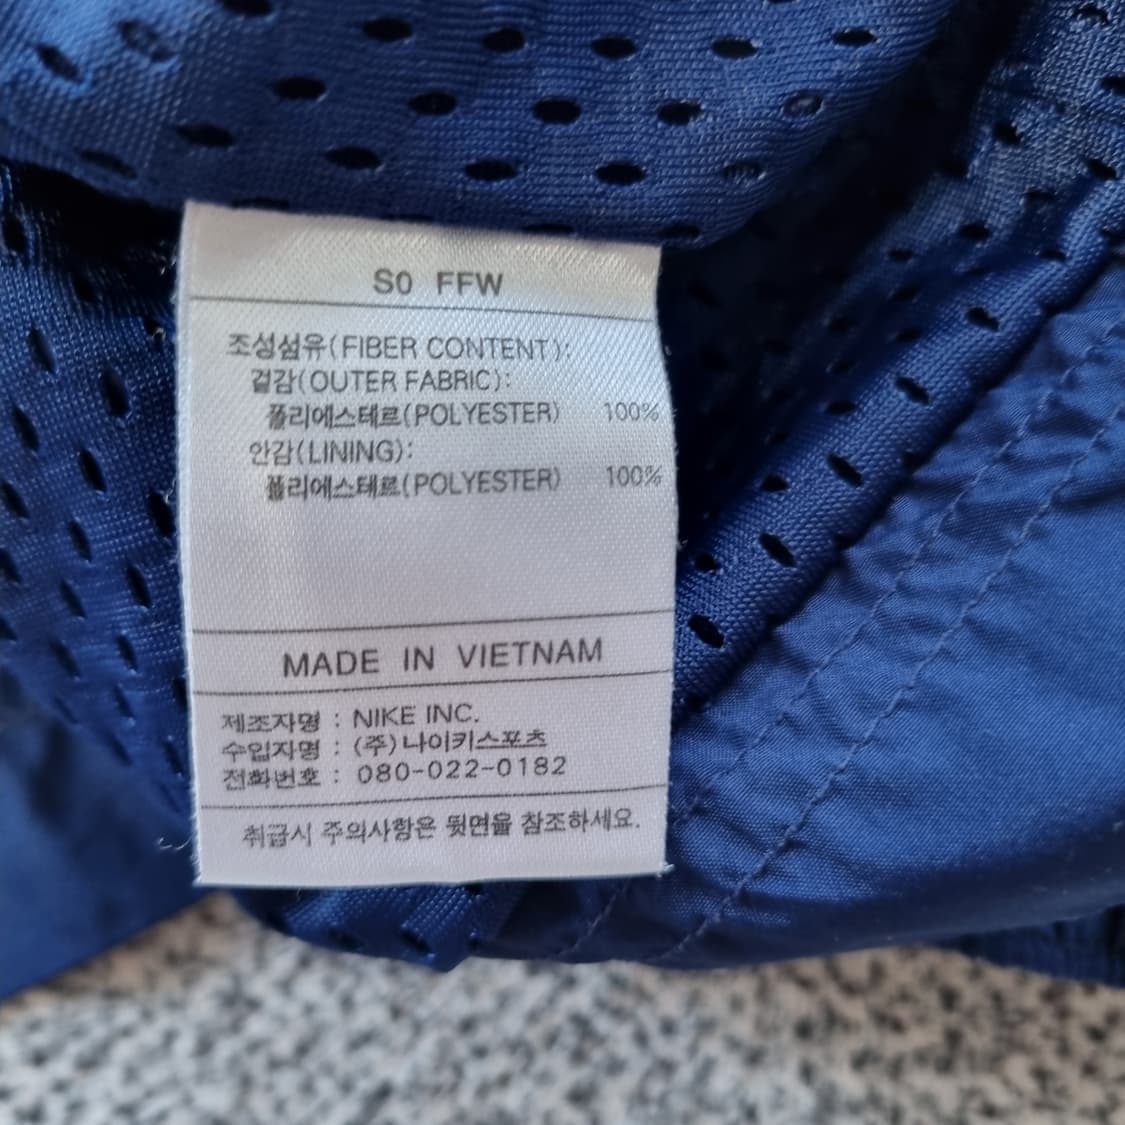 S0 FFW
조성섬유(FIBER CONTENT):
겉감(OUTER FABRIC):
폴리에스테르(POLYESTER) 100%
안감(LINING):
폴리에스테르(POLYESTER) 100%
MADE IN VIETNAM
제조자명 : NIKE INC.
수입자명 : (주)나이키스포츠
전화번호 : 080-022-0182
취급시 주의사항은 뒷면을 참조하세요.